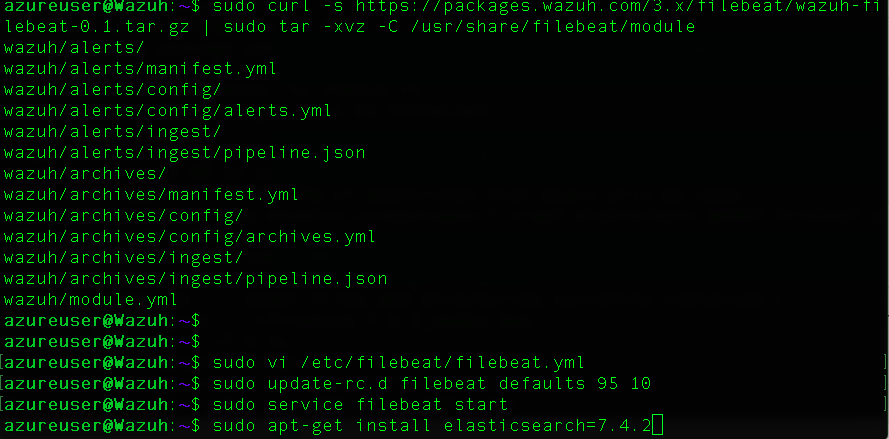 azureuser@Wazuh:~$ sudo curl -s https://packages.wazuh.com/3.x/filebeat/wazuh-fi
lebeat-0.1.tar.gz | sudo tar -xvz -C /usr/share/filebeat/module
wazuh/alerts/
wazuh/alerts/manifest.yml
wazuh/alerts/config/
wazuh/alerts/config/alerts.yml
wazuh/alerts/ingest/
wazuh/alerts/ingest/pipeline.json
wazuh/archives/
wazuh/archives/manifest.yml
wazuh/archives/config/
wazuh/archives/config/archives.yml
wazuh/archives/ingest/
wazuh/archives/ingest/pipeline.json
wazuh/module.yml
azureuser@Wazuh:~$
azureuser@Wazuh:~$
[azureuser@Wazuh:~$ sudo vi /etc/filebeat/filebeat.yml ]
[azureuser@Wazuh:~$ sudo update-rc.d filebeat defaults 95 10 ]
[azureuser@Wazuh:~$ sudo service filebeat start ]
azureuser@Wazuh:~$ sudo apt-get install elasticsearch=7.4.2